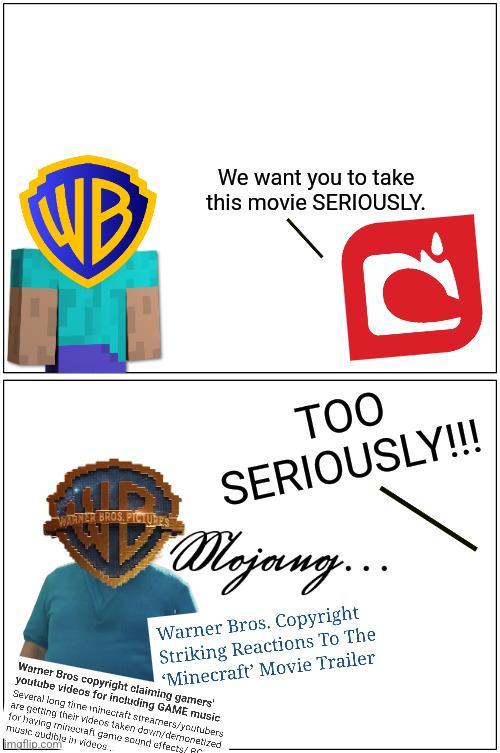 WB
We want you to take
this movie SERIOUSLY.
TOO
SERIOUSLY!!!
WB
WARNER BROS. PICTURES
Mojang...
Warner Bros. Copyright
Striking Reactions To The
‘Minecraft’ Movie Trailer
Warner Bros copyright claiming gamers'
youtube videos for including GAME music
Several long time minecraft streamers/youtubers
are getting their videos taken down/demonetized
for having minecraft game sound effects/
music audible in videos...
imgflip.com